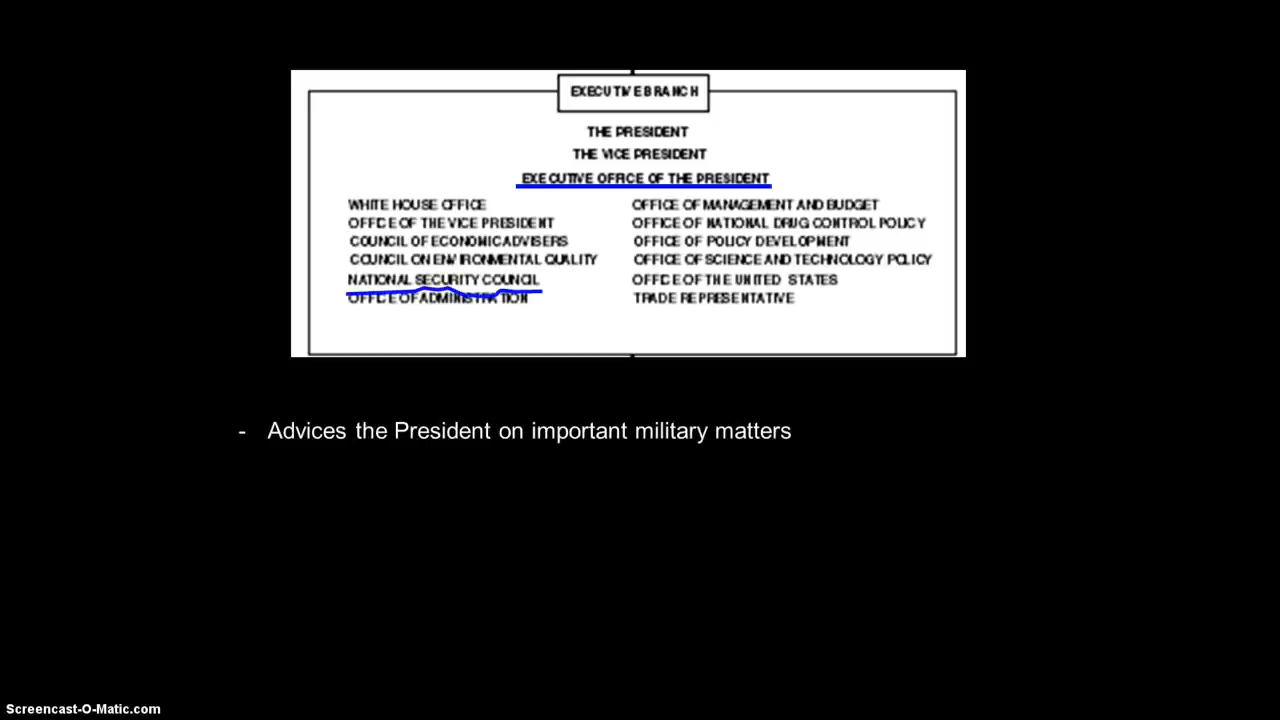 EXECUTIVE BRANCH
THE PRESIDENT
THE VICE PRESIDENT
EXECUTIVE OFFICE OF THE PRESIDENT
WHITE HOUSE OFFICE
OFFICE OF THE VICE PRESIDENT
COUNCIL OF ECONOMIC ADVISERS
COUNCIL ON ENVIRONMENTAL QUALITY
NATIONAL SECURITY COUNCIL
OFFICE OF ADMINISTRATION
OFFICE OF MANAGEMENT AND BUDGET
OFFICE OF NATIONAL DRUG CONTROL POLICY
OFFICE OF POLICY DEVELOPMENT
OFFICE OF SCIENCE AND TECHNOLOGY POLICY
OFFICE OF THE UNITED STATES
TRADE REPRESENTATIVE
- Advices the President on important military matters
Screencast-O-Matic.com